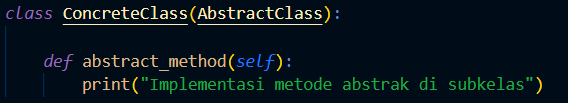 class ConcreteClass(AbstractClass):
def abstract_method(self):
print("Implementasi metode abstrak di subkelas")